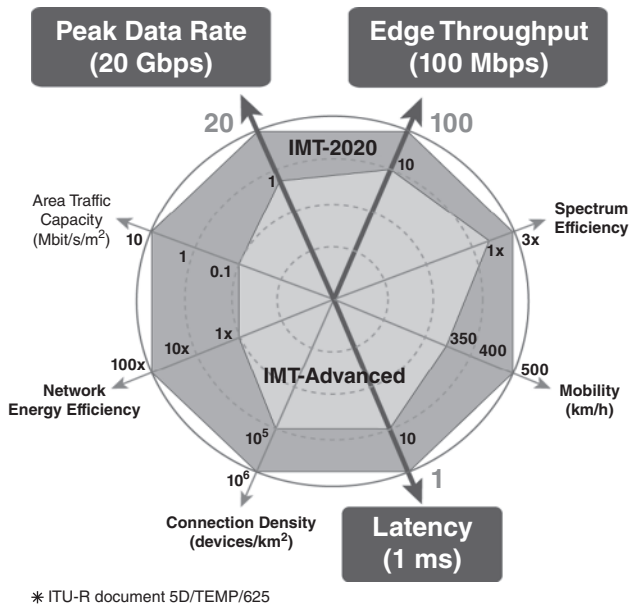 Peak Data Rate
(20 Gbps)
Edge Throughput
(100 Mbps)
20
100
IMT-2020
1
10
Area Traffic
Capacity
(Mbit/s/m²)
10
1
0.1
Spectrum
Efficiency
3x
1x
1x
10x
100x
Network
Energy Efficiency
350
400
500
Mobility
(km/h)
IMT-Advanced
10⁵
10⁶
10
1
Connection Density
(devices/km²)
Latency
(1 ms)
✳ ITU-R document 5D/TEMP/625